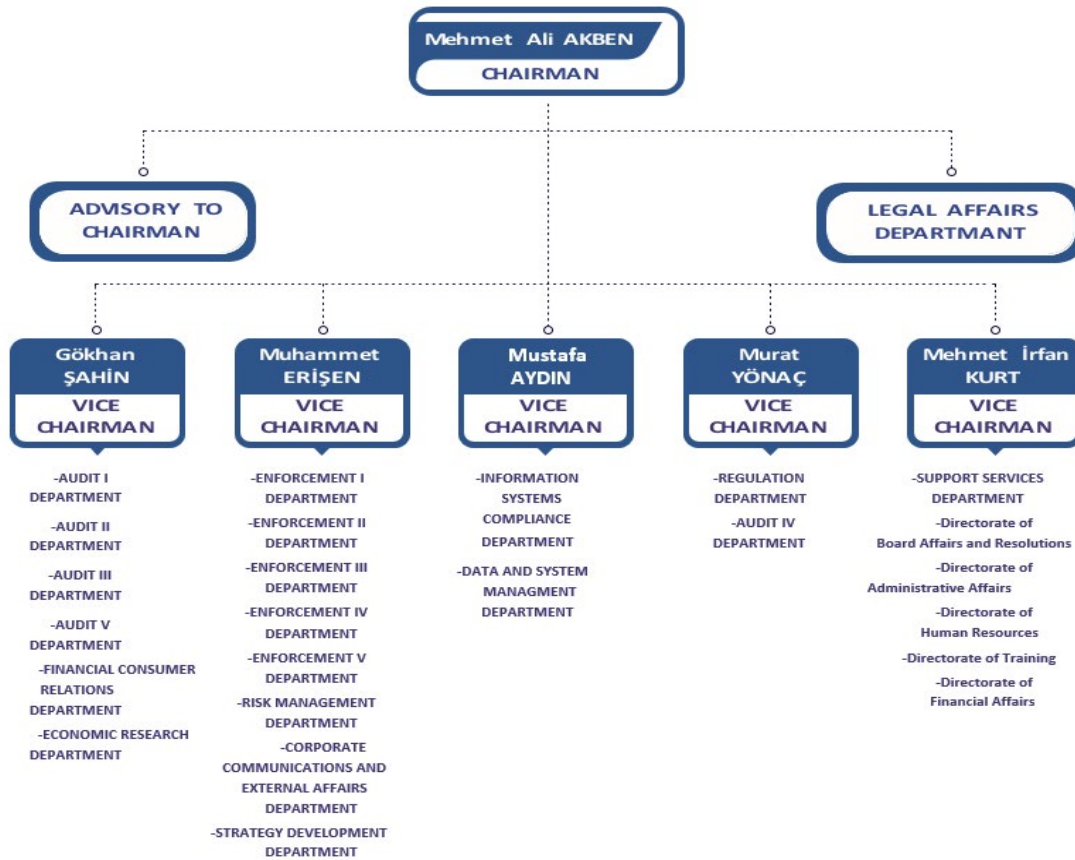 Mehmet Ali AKBEN
CHAIRMAN
ADVISORY TO
CHAIRMAN
LEGAL AFFAIRS
DEPARTMANT
Gökhan
ŞAHİN
VICE
CHAIRMAN
-AUDIT I
DEPARTMENT
-AUDIT II
DEPARTMENT
-AUDIT III
DEPARTMENT
-AUDIT V
DEPARTMENT
-FINANCIAL CONSUMER
RELATIONS
DEPARTMENT
-ECONOMIC RESEARCH
DEPARTMENT
Muhammet
ERİŞEN
VICE
CHAIRMAN
-ENFORCEMENT I
DEPARTMENT
-ENFORCEMENT II
DEPARTMENT
-ENFORCEMENT III
DEPARTMENT
-ENFORCEMENT IV
DEPARTMENT
-ENFORCEMENT V
DEPARTMENT
-RISK MANAGEMENT
DEPARTMENT
-CORPORATE
COMMUNICATIONS AND
EXTERNAL AFFAIRS
DEPARTMENT
-STRATEGY DEVELOPMENT
DEPARTMENT
Mustafa
AYDIN
VICE
CHAIRMAN
-INFORMATION
SYSTEMS
COMPLIANCE
DEPARTMENT
-DATA AND SYSTEM
MANAGMENT
DEPARTMENT
Murat
YÖNAÇ
VICE
CHAIRMAN
-REGULATION
DEPARTMENT
-AUDIT IV
DEPARTMENT
Mehmet İrfan
KURT
VICE
CHAIRMAN
-SUPPORT SERVICES
DEPARTMENT
-Directorate of
Board Affairs and Resolutions
-Directorate of
Administrative Affairs
-Directorate of
Human Resources
-Directorate of Training
-Directorate of
Financial Affairs